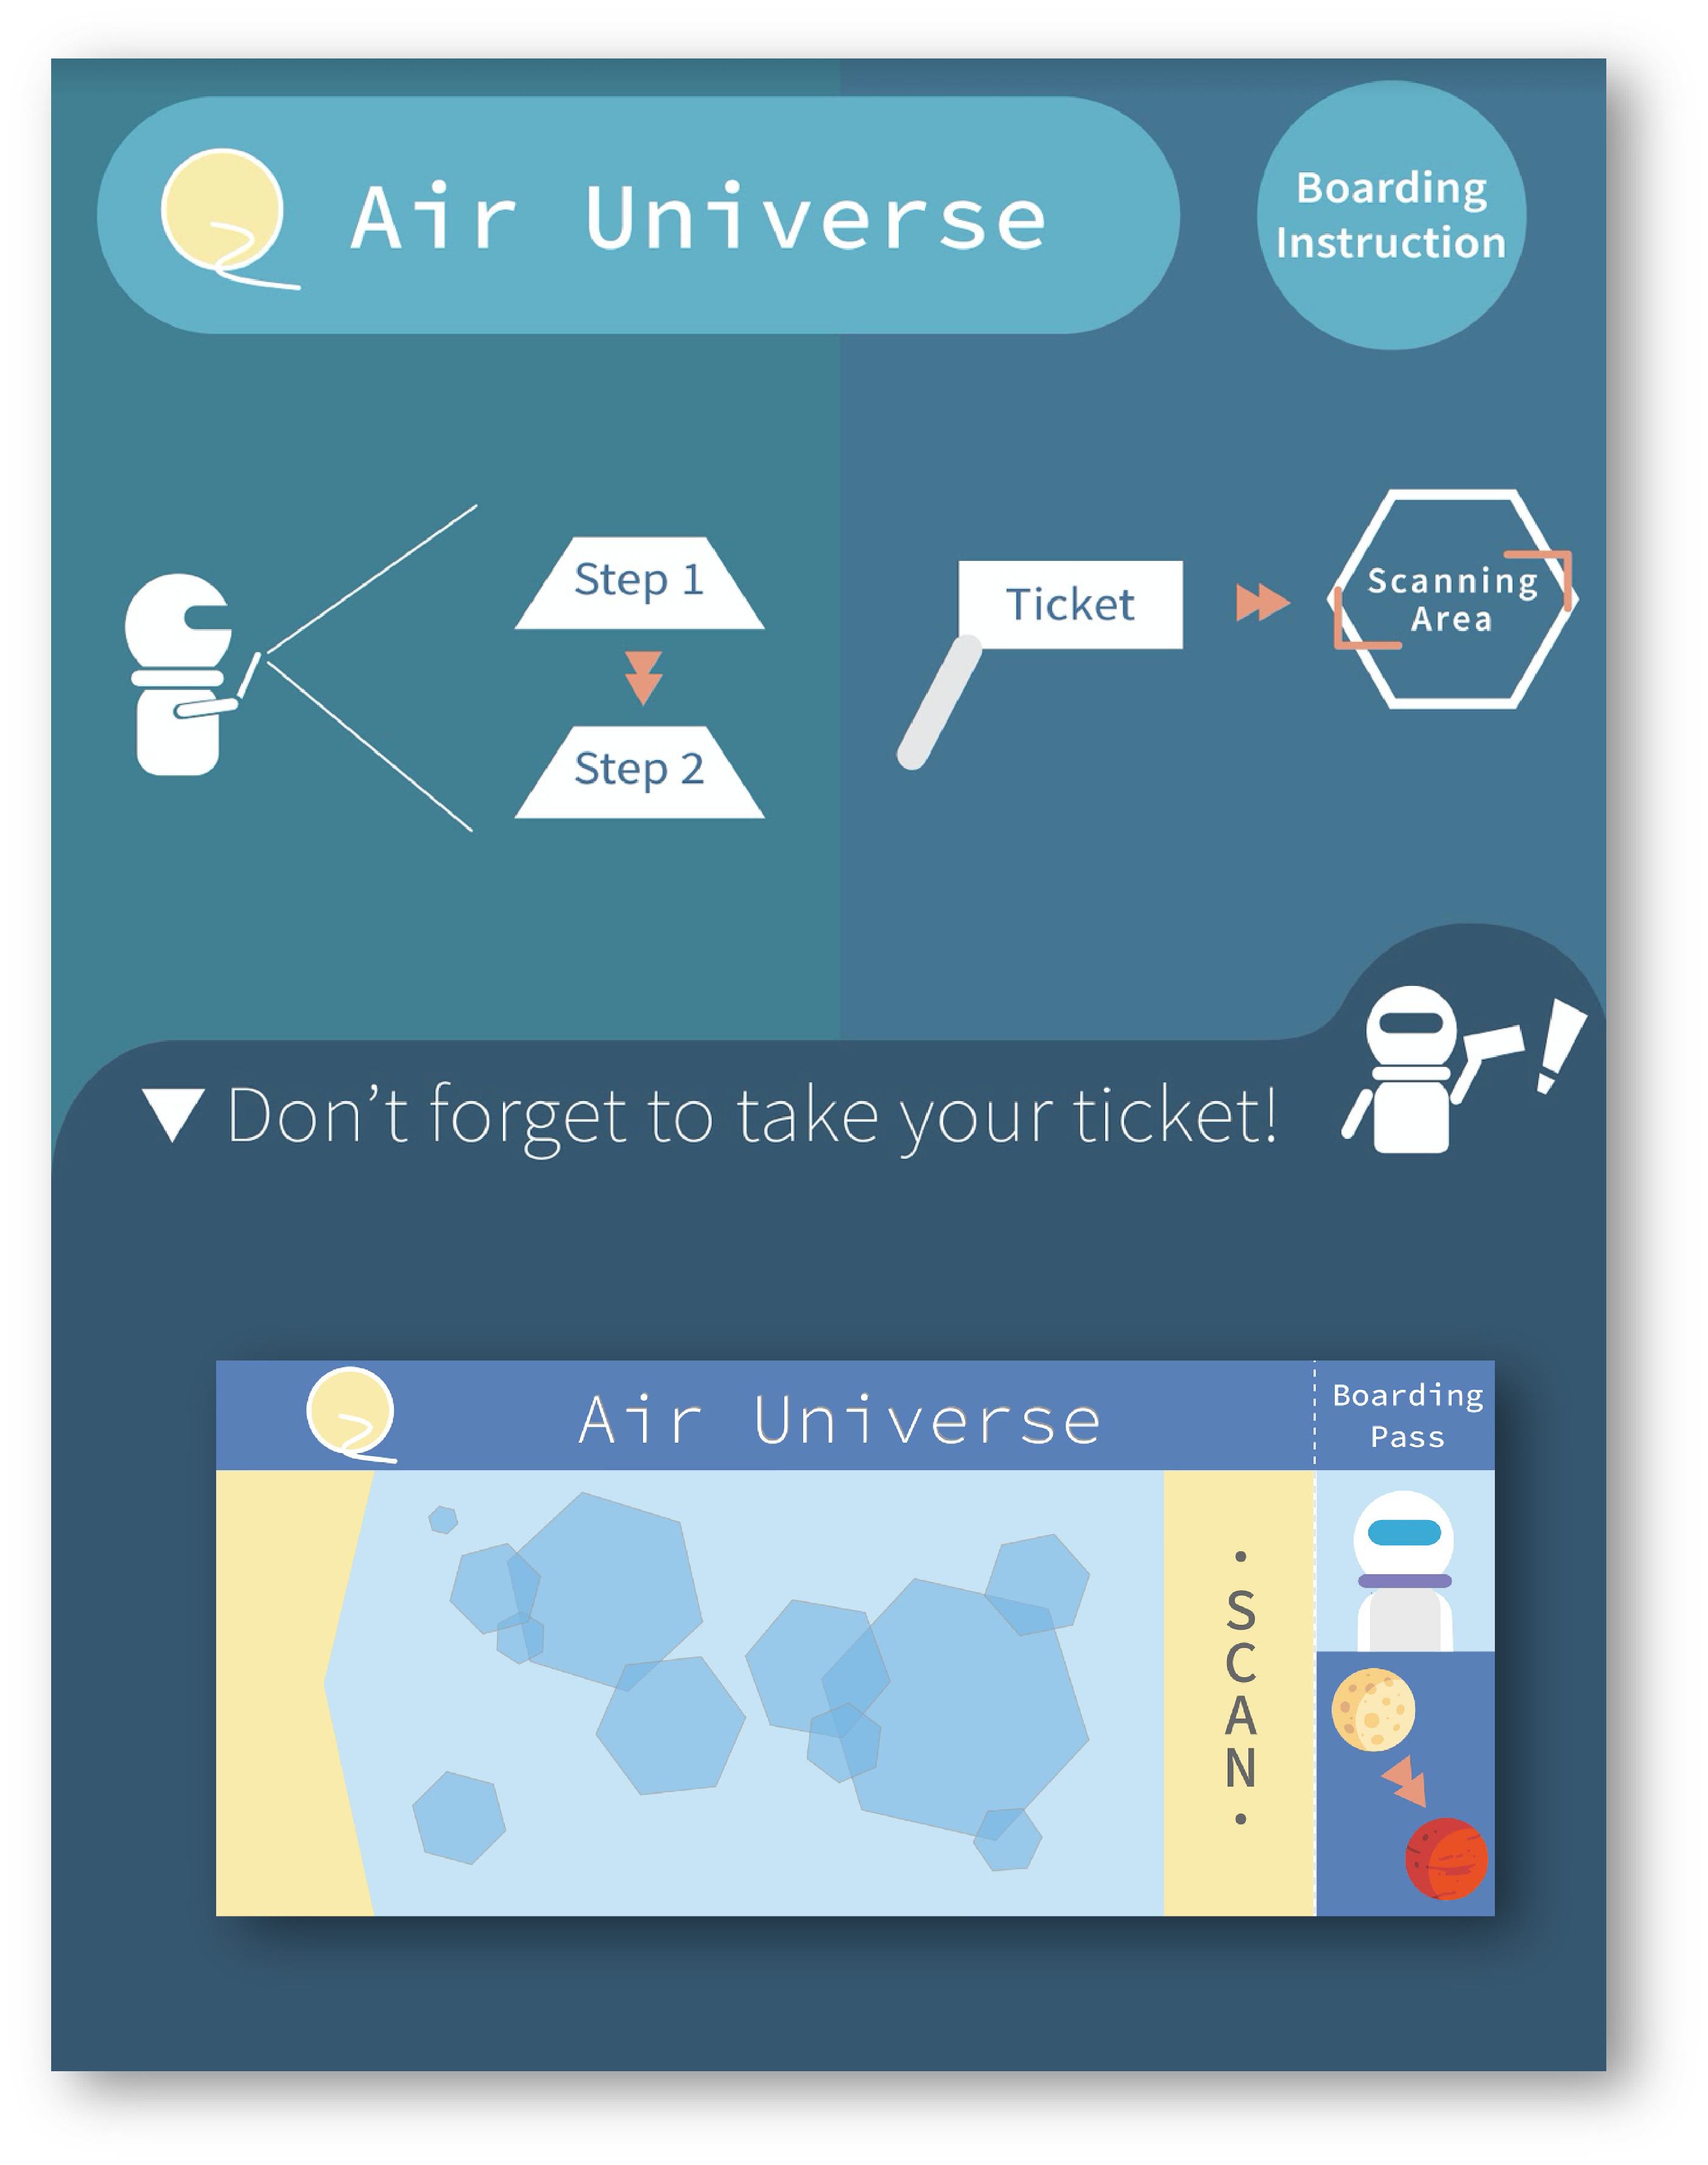 Air Universe
Boarding
Instruction
Step 1
Step 2
Ticket
Scanning
Area
Don't forget to take your ticket!
Air Universe
Boarding
Pass
• SCAN •